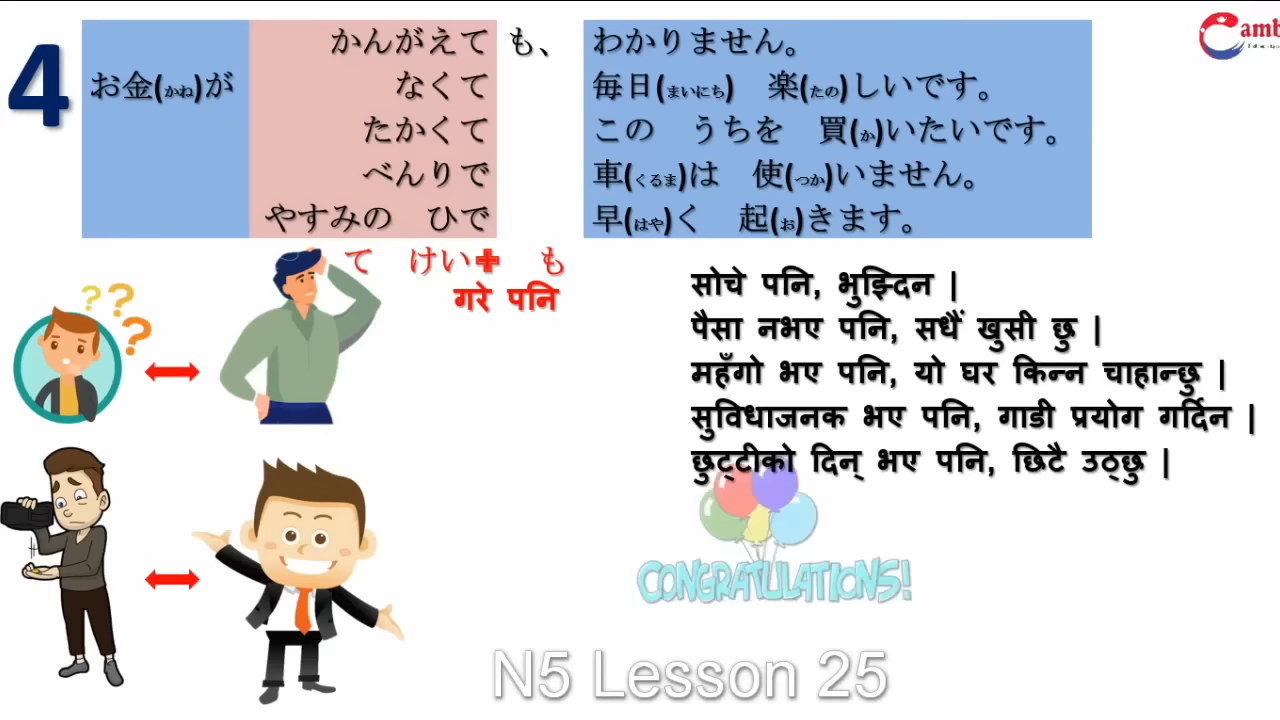 4
かんがえて も、 わかりません。
お金(かね)が なくて 毎日(まいにち) 楽(たの)しいです。
たかくて この うちを 買(か)いたいです。
べんりで 車(くるま)は 使(つか)いません。
やすみの ひで 早(はや)く 起(お)きます。
て けい+ も
गरे पनि
सोचे पनि, भुझ्दिन |
पैसा नभए पनि, सधैं खुसी छु |
महँगो भए पनि, यो घर किन्न चाहान्छु |
सुविधाजनक भए पनि, गाडी प्रयोग गर्दिन |
छुट्टीको दिन् भए पनि, छिटै उठ्छु |
? ? ?
CONGRATULATIONS!
N5 Lesson 25